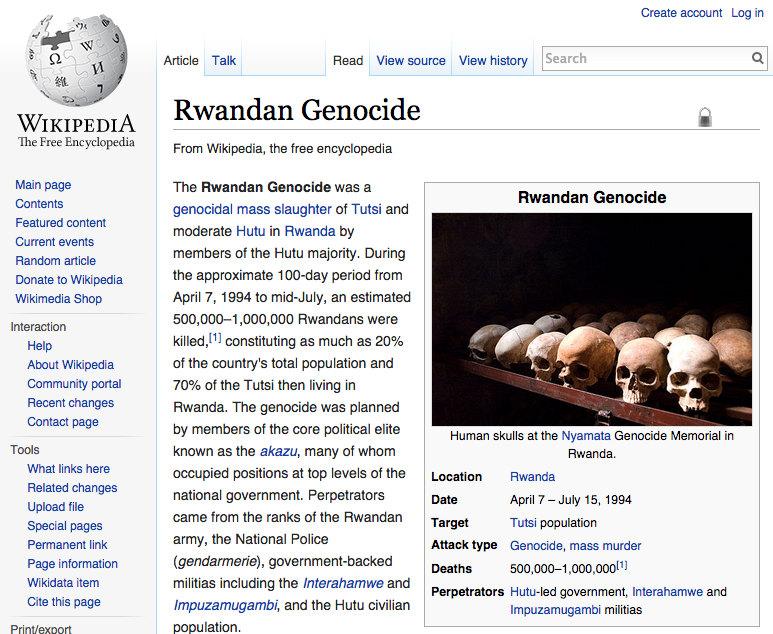 Create account Log in
Article Talk Read View source View history Search
WIKIPEDIA
The Free Encyclopedia
Main page
Contents
Featured content
Current events
Random article
Donate to Wikipedia
Wikimedia Shop
Interaction
Help
About Wikipedia
Community portal
Recent changes
Contact page
Tools
What links here
Related changes
Upload file
Special pages
Permanent link
Page information
Wikidata item
Cite this page
Print/export
Rwandan Genocide
From Wikipedia, the free encyclopedia
The Rwandan Genocide was a
genocidal mass slaughter of Tutsi and
moderate Hutu in Rwanda by
members of the Hutu majority. During
the approximate 100-day period from
April 7, 1994 to mid-July, an estimated
500,000–1,000,000 Rwandans were
killed,[1] constituting as much as 20%
of the country's total population and
70% of the Tutsi then living in
Rwanda. The genocide was planned
by members of the core political elite
known as the akazu, many of whom
occupied positions at top levels of the
national government. Perpetrators
came from the ranks of the Rwandan
army, the National Police
(gendarmerie), government-backed
militias including the Interahamwe and
Impuzamugambi, and the Hutu civilian
population.
Rwandan Genocide
Human skulls at the Nyamata Genocide Memorial in
Rwanda.
Location Rwanda
Date April 7 – July 15, 1994
Target Tutsi population
Attack type Genocide, mass murder
Deaths 500,000–1,000,000[1]
Perpetrators Hutu-led government, Interahamwe and
Impuzamugambi militias